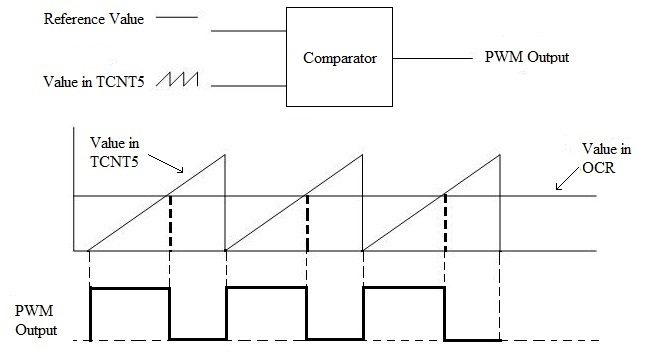 Reference Value
Comparator
PWM Output
Value in TCNT5
Value in
TCNT5
Value in
OCR
PWM
Output